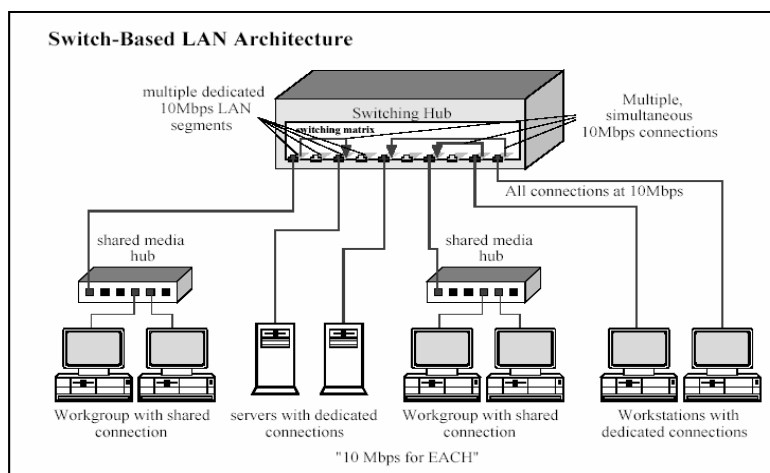 Switch-Based LAN Architecture
multiple dedicated
10Mbps LAN
segments
Switching Hub
switching matrix
Multiple,
simultaneous
10Mbps connections
All connections at 10Mbps
shared media
hub
shared media
hub
Workgroup with shared
connection
servers with dedicated
connections
Workgroup with shared
connection
Workstations with
dedicated connections
"10 Mbps for EACH"